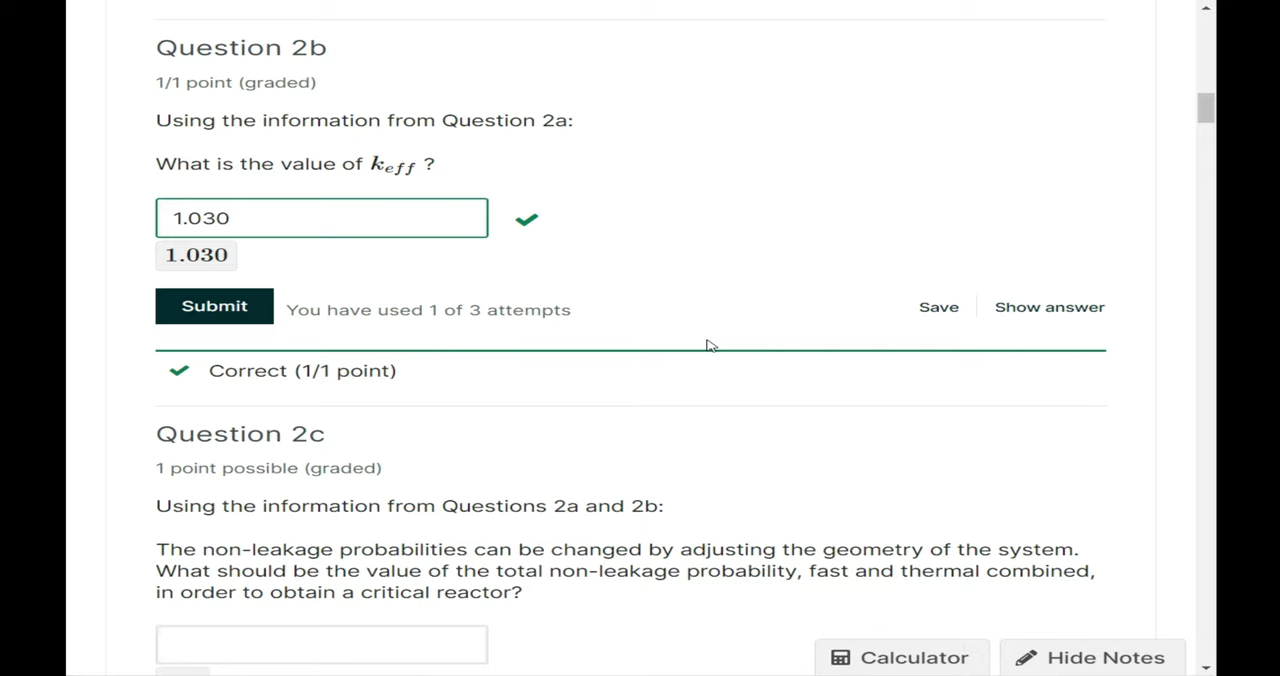 Question 2b
1/1 point (graded)
Using the information from Question 2a:
What is the value of k_eff ?
1.030
1.030
Submit
You have used 1 of 3 attempts
Save
Show answer
Correct (1/1 point)
Question 2c
1 point possible (graded)
Using the information from Questions 2a and 2b:
The non-leakage probabilities can be changed by adjusting the geometry of the system.
What should be the value of the total non-leakage probability, fast and thermal combined,
in order to obtain a critical reactor?
Calculator
Hide Notes